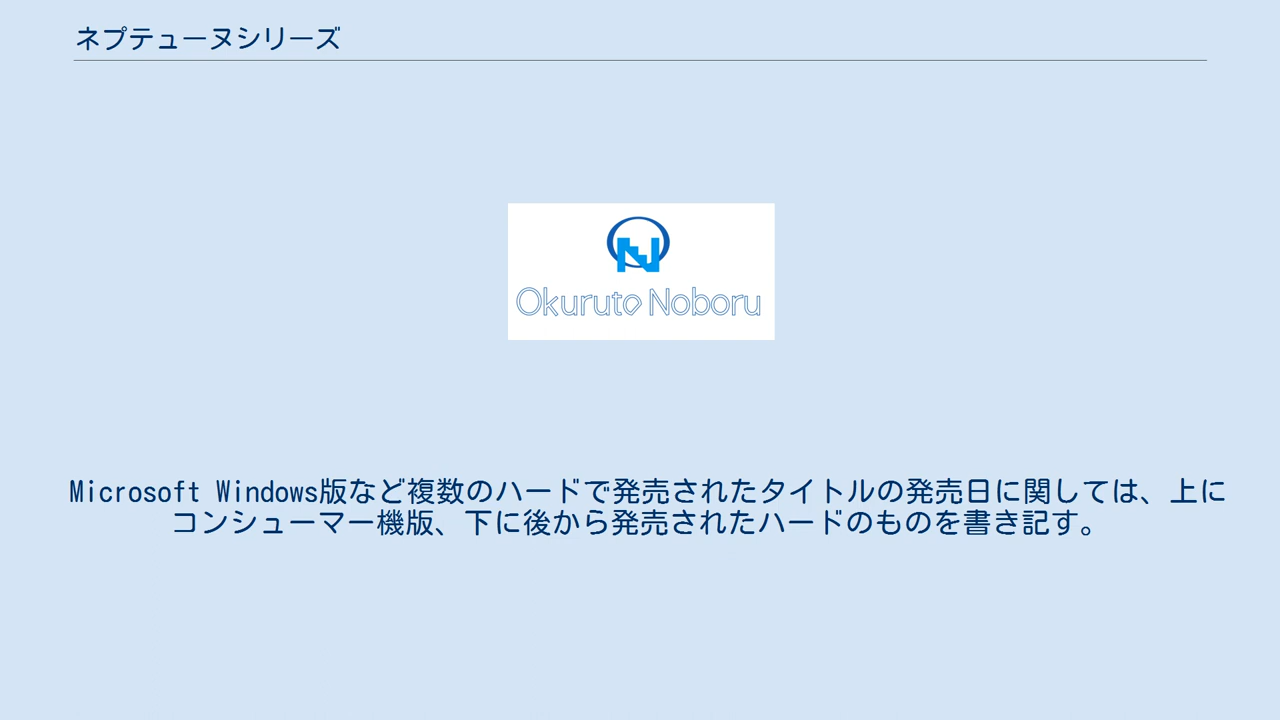 ネプテューヌシリーズ
Okuruto Noboru
Microsoft Windows版など複数のハードで発売されたタイトルの発売日に関しては、上に
コンシューマー機版、下に後から発売されたハードのものを書き記す。